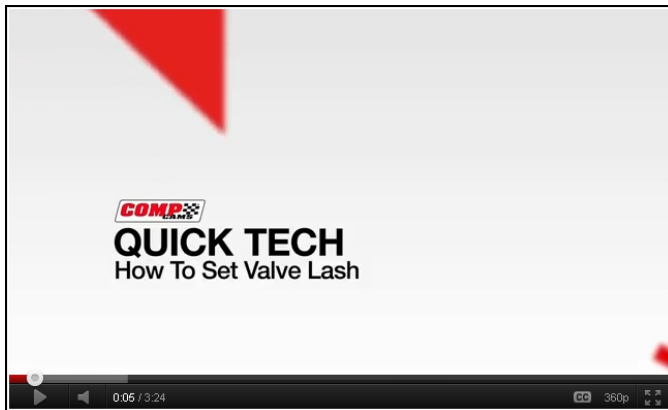 COMP CAMS
QUICK TECH
How To Set Valve Lash
0:05 / 3:24
CC
360p